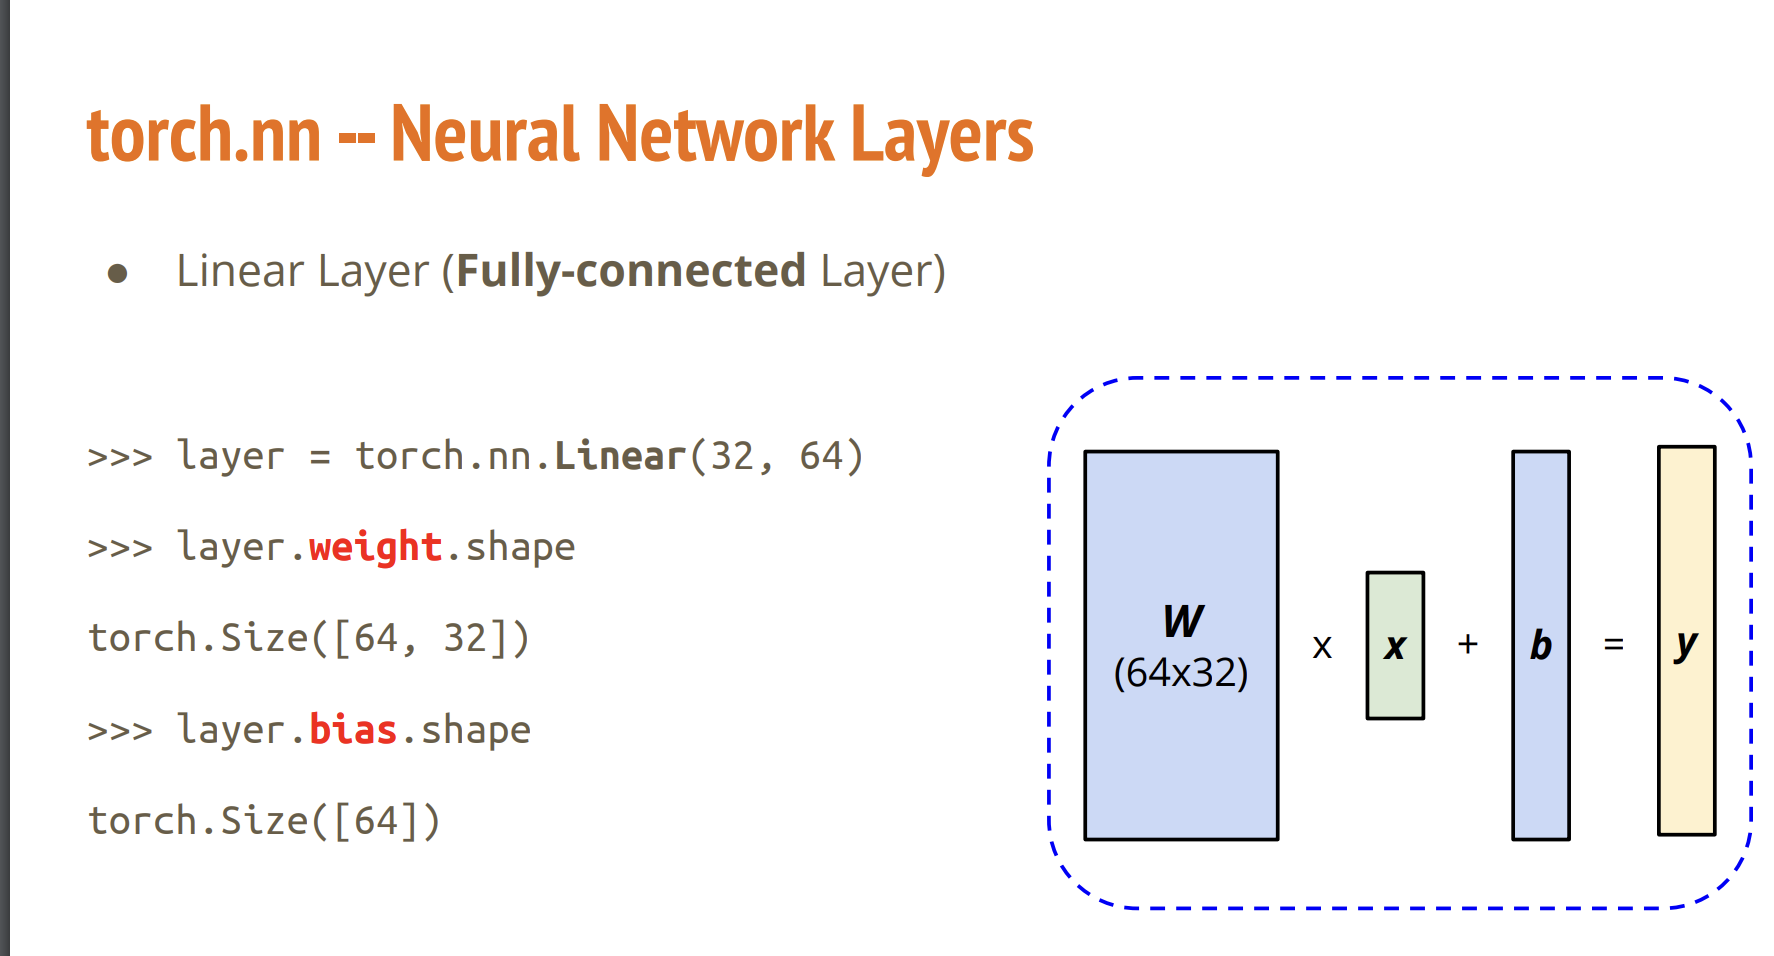 torch.nn -- Neural Network Layers
● Linear Layer (Fully-connected Layer)
>>> layer = torch.nn.Linear(32, 64)
>>> layer.weight.shape
torch.Size([64, 32])
>>> layer.bias.shape
torch.Size([64])
W
(64x32)
x x + b = y